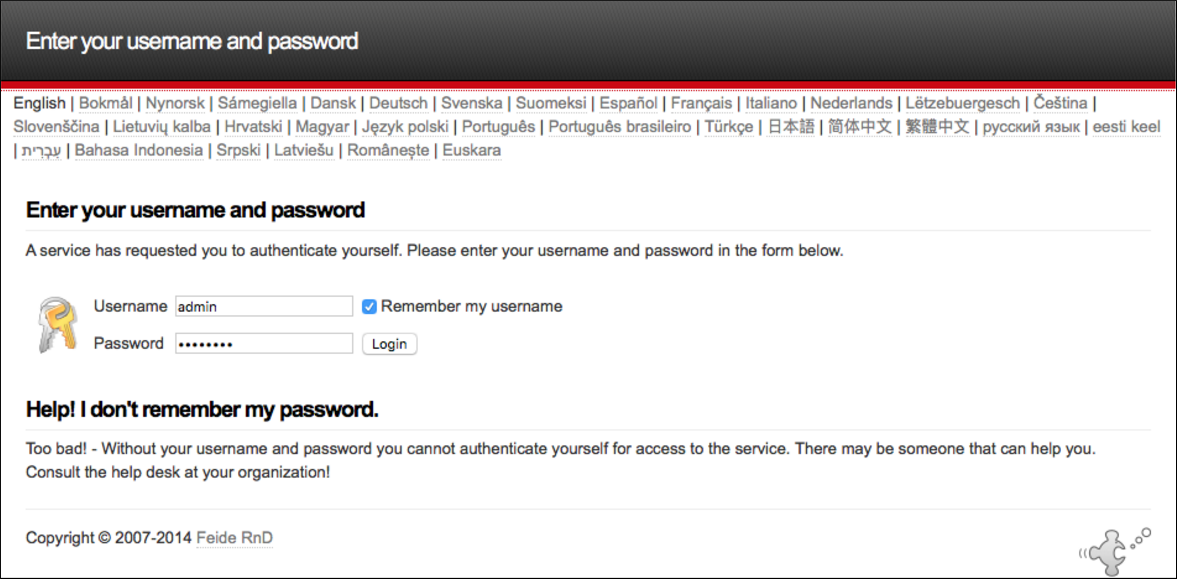 Enter your username and password
English | Bokmål | Nynorsk | Sámegiella | Dansk | Deutsch | Svenska | Suomeksi | Español | Français | Italiano | Nederlands | Lëtzebuergesch | Čeština |
Slovenščina | Lietuvių kalba | Hrvatski | Magyar | Język polski | Português | Português brasileiro | Türkçe | 日本語 | 简体中文 | 繁體中文 | русский язык | eesti keel
| עִבְרִית | Bahasa Indonesia | Srpski | Latviešu | Românește | Euskara
Enter your username and password
A service has requested you to authenticate yourself. Please enter your username and password in the form below.
Username admin Remember my username
Password •••••••• Login
Help! I don't remember my password.
Too bad! - Without your username and password you cannot authenticate yourself for access to the service. There may be someone that can help you.
Consult the help desk at your organization!
Copyright © 2007-2014 Feide RnD